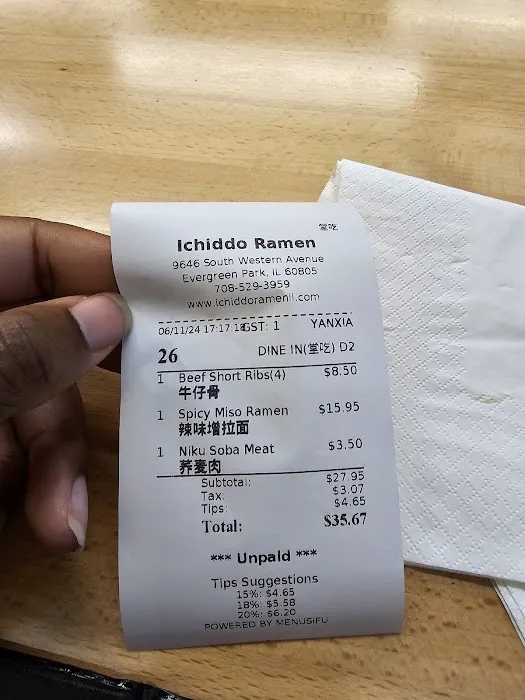 堂吃
Ichiddo Ramen
9646 South Western Avenue
Evergreen Park, IL 60805
708-529-3959
www.ichiddoramenil.com
06/11/24 17:17:18 GST: 1 YANXIA
26 DINE IN(堂吃) D2
1 Beef Short Ribs(4) $8.50
牛仔骨
1 Spicy Miso Ramen $15.95
辣味增拉面
1 Niku Soba Meat $3.50
荞麦肉
Subtotal: $27.95
Tax: $3.07
Tips: $4.65
Total: $35.67
*** Unpaid ***
Tips Suggestions
15%: $4.65
18%: $5.58
20%: $6.20
POWERED BY MENUSIFU